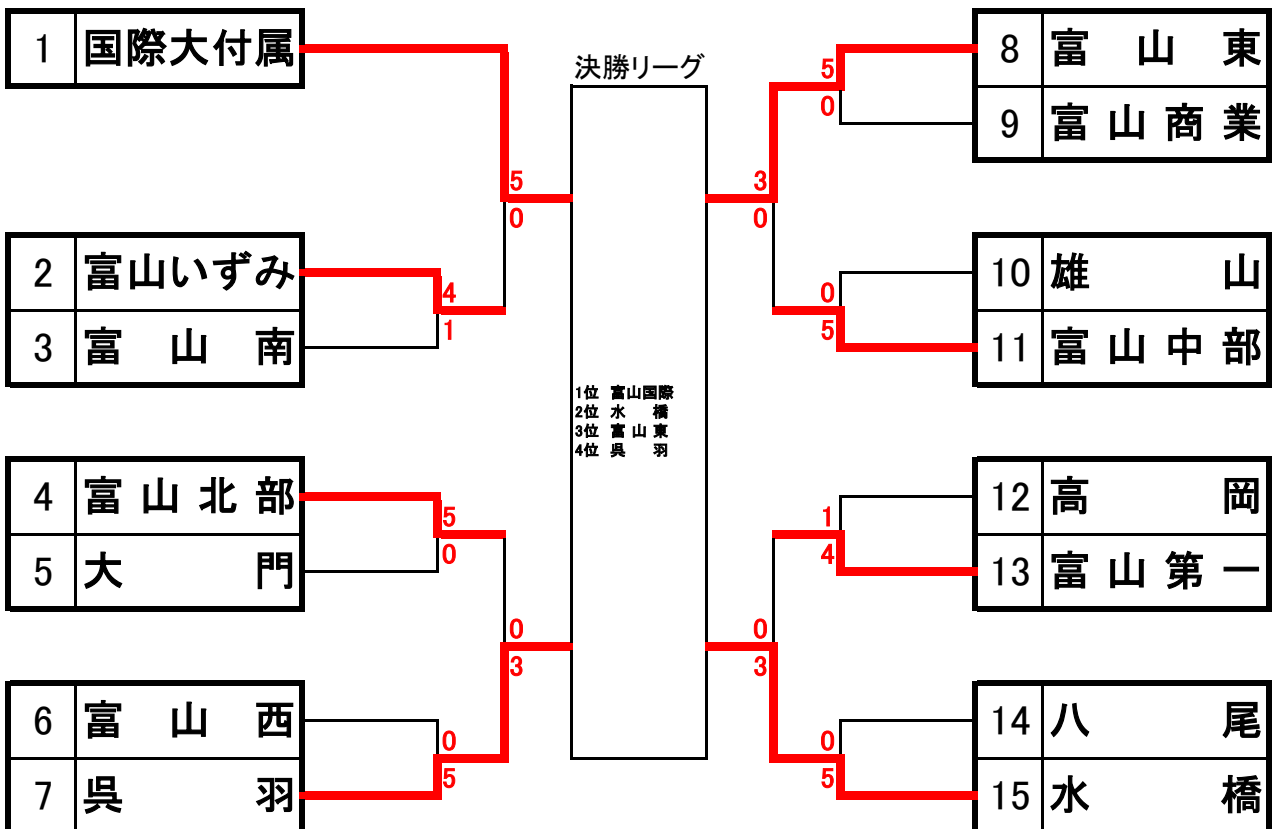 1 国際大付属
5
0
2 富山いずみ
3 富山南
4
1
4 富山北部
5 大門
5
0
0
3
6 富山西
7 呉羽
0
5
決勝リーグ
1位 富山国際
2位 水橋
3位 富山東
4位 呉羽
8 富山東
9 富山商業
5
0
3
0
10 雄山
11 富山中部
0
5
12 高岡
13 富山第一
1
4
0
3
14 八尾
15 水橋
0
5